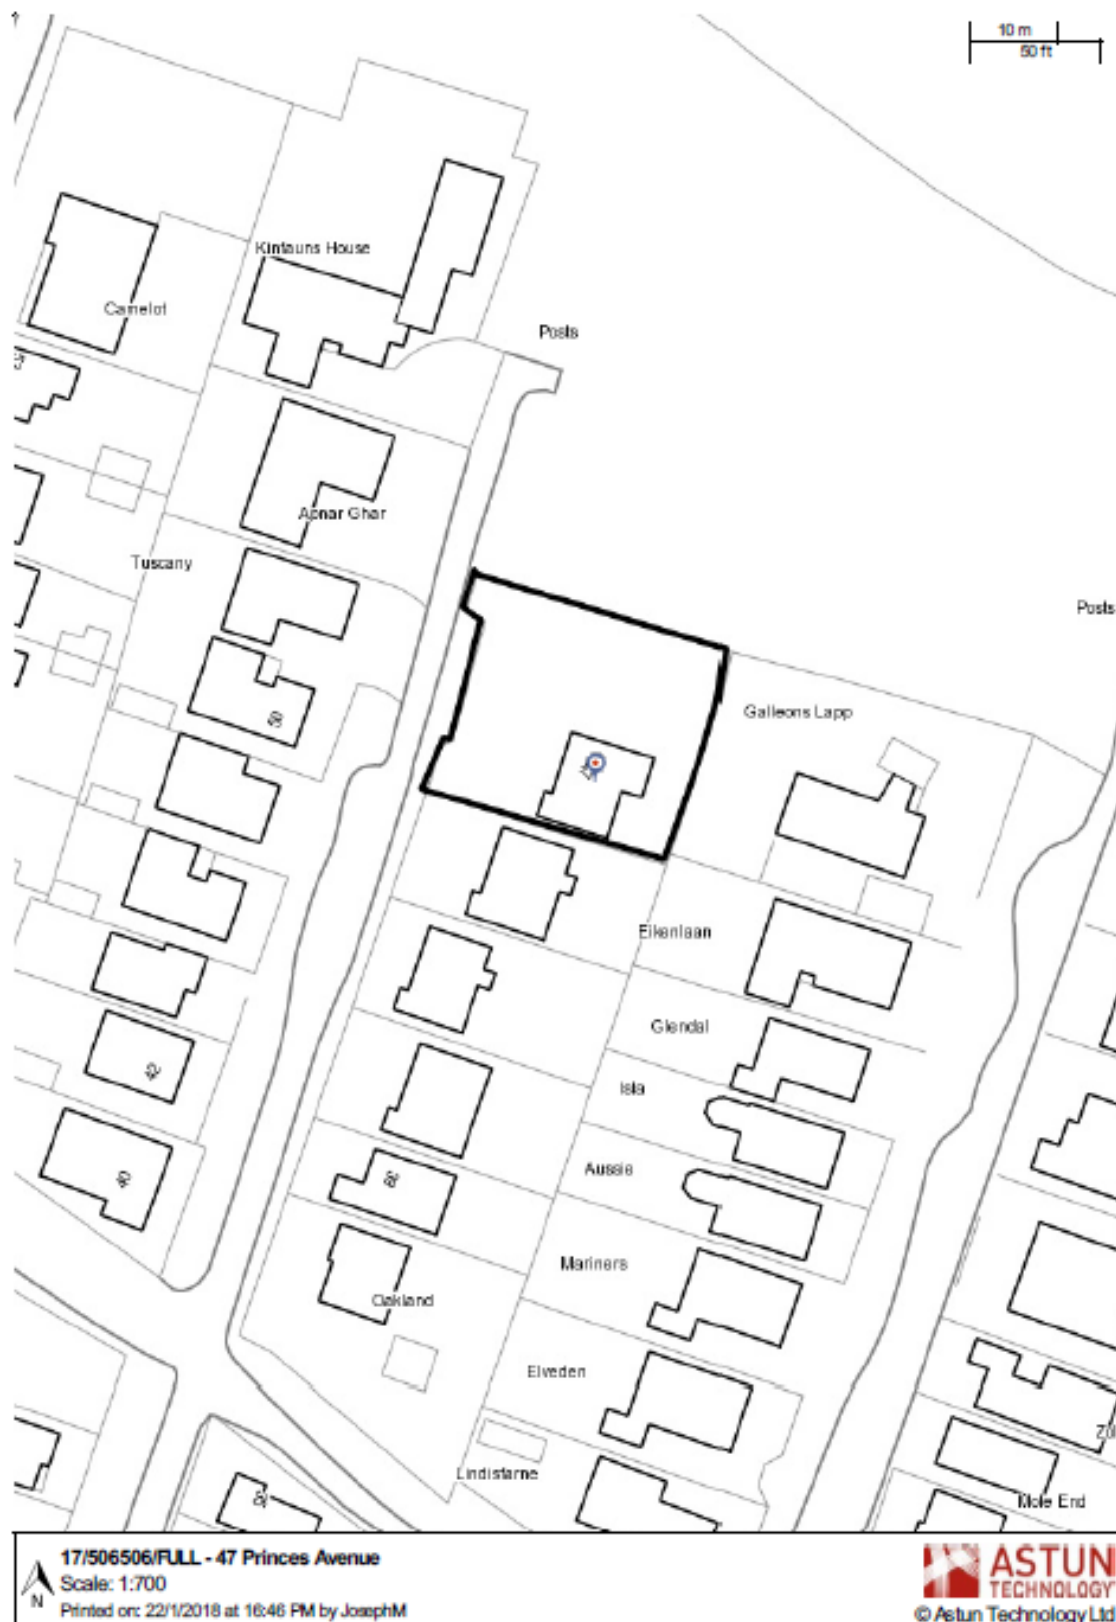 10 m
50 ft
Kintauns House
Camelot
Posts
Apnar Ghar
Tuscany
Posts
Galleons Lapp
Eikenlaan
Glendal
Isla
Aussie
42
40
Mariners
Oakland
Elveden
Lindisfarne
Mole End
17/506506/FULL - 47 Princes Avenue
Scale: 1:700
N
Printed on: 22/1/2018 at 16:46 PM by JosephM
ASTUN
TECHNOLOGY
© Astun Technology Ltd